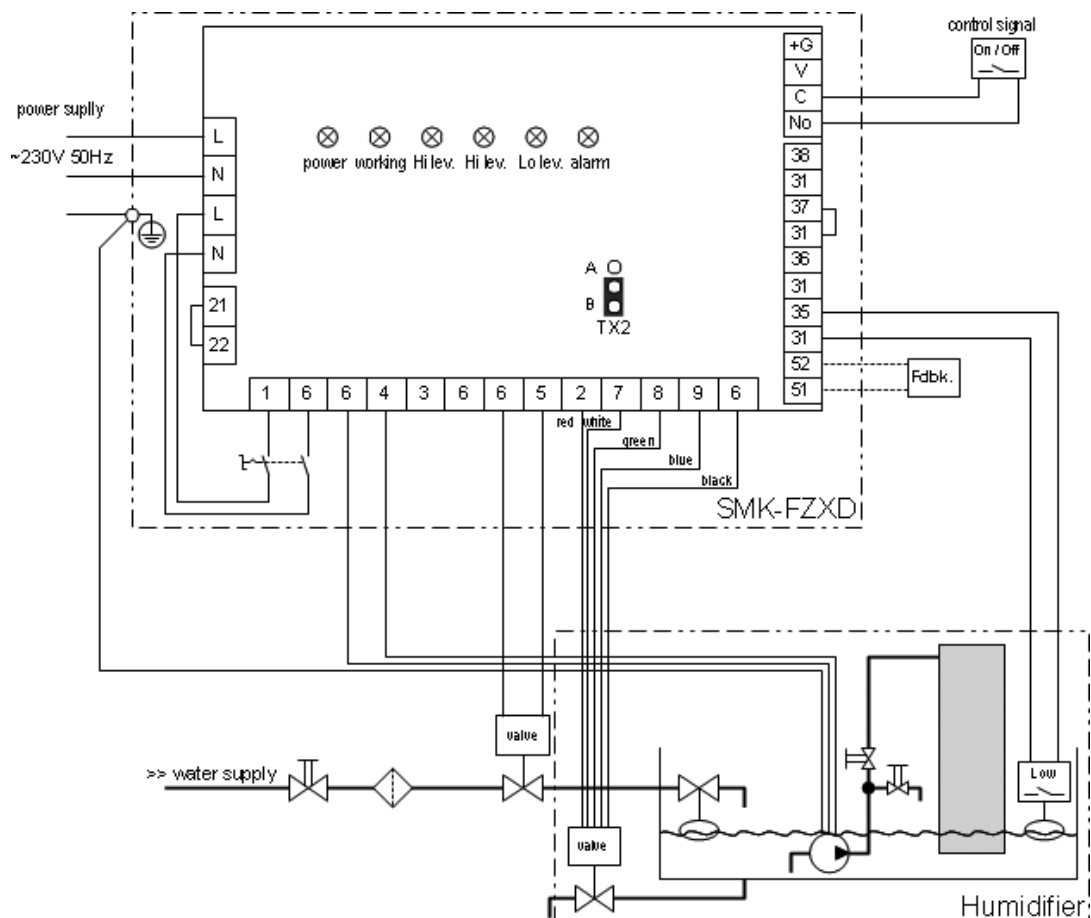 control signal
On / Off
power suplly
~230V 50Hz
L
N
L
N
21
22
power working Hi lev. Hi lev. Lo lev. alarm
A
B
TX2
+G
V
C
No
38
31
37
31
36
31
35
31
52
51
Fdbk.
1 6 6 4 3 6 6 5 2 7 8 9 6
red white
green
blue
black
SMK-FZXD
valve
>> water supply
Low
valve
Humidifier